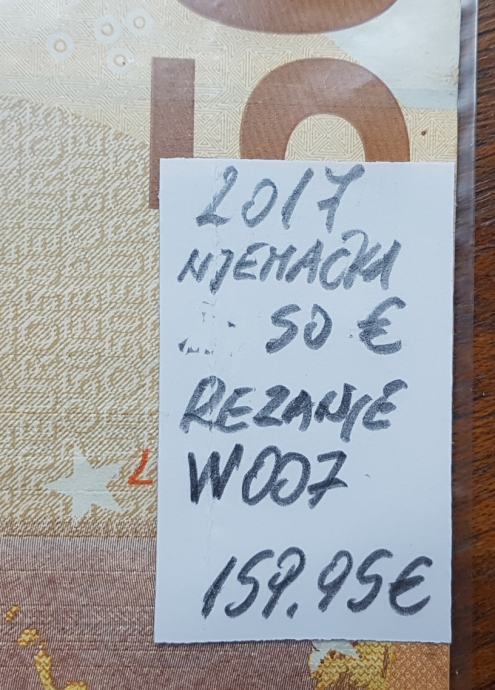 2017
NJEMAČKA
50 €
REZANJE
W007
159.95€